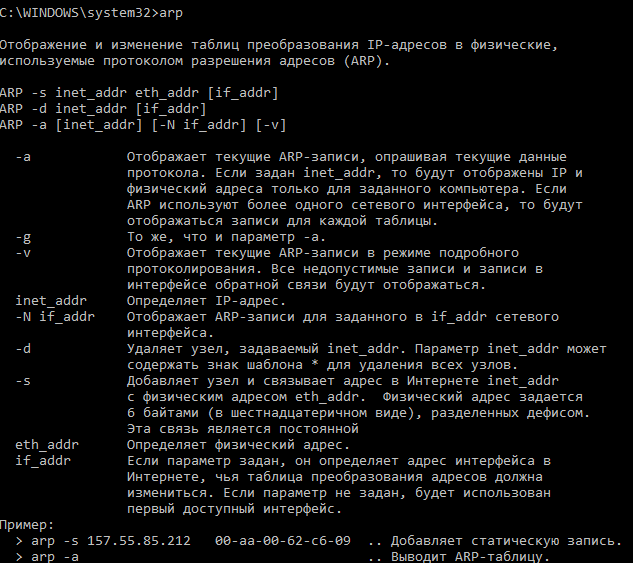 C:\WINDOWS\system32>arp
Отображение и изменение таблиц преобразования IP-адресов в физические,
используемые протоколом разрешения адресов (ARP).
ARP -s inet_addr eth_addr [if_addr]
ARP -d inet_addr [if_addr]
ARP -a [inet_addr] [-N if_addr] [-v]
-a Отображает текущие ARP-записи, опрашивая текущие данные
протокола. Если задан inet_addr, то будут отображены IP и
физический адреса только для заданного компьютера. Если
ARP используют более одного сетевого интерфейса, то будут
отображаться записи для каждой таблицы.
-g То же, что и параметр -a.
-v Отображает текущие ARP-записи в режиме подробного
протоколирования. Все недопустимые записи и записи в
интерфейсе обратной связи будут отображаться.
inet_addr Определяет IP-адрес.
-N if_addr Отображает ARP-записи для заданного в if_addr сетевого
интерфейса.
-d Удаляет узел, задаваемый inet_addr. Параметр inet_addr может
содержать знак шаблона * для удаления всех узлов.
-s Добавляет узел и связывает адрес в Интернете inet_addr
с физическим адресом eth_addr. Физический адрес задается
6 байтами (в шестнадцатеричном виде), разделенных дефисом.
Эта связь является постоянной
eth_addr Определяет физический адрес.
if_addr Если параметр задан, он определяет адрес интерфейса в
Интернете, чья таблица преобразования адресов должна
измениться. Если параметр не задан, будет использован
первый доступный интерфейс.
Пример:
> arp -s 157.55.85.212 00-aa-00-62-c6-09 .. Добавляет статическую запись.
> arp -a .. Выводит ARP-таблицу.